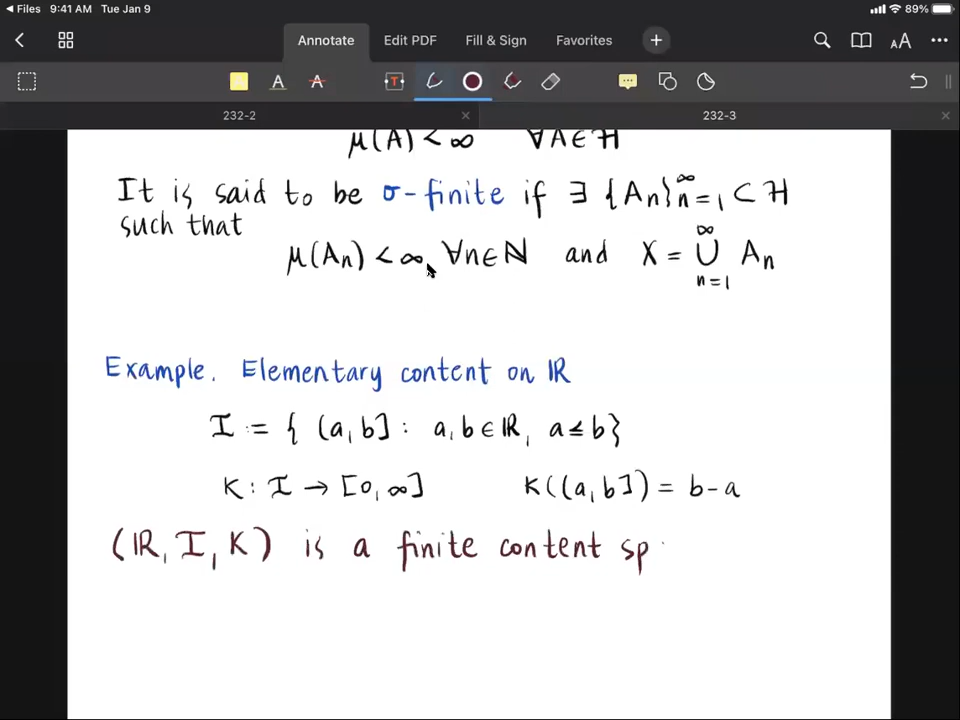 Files 9:41 AM Tue Jan 9 89%
Annotate Edit PDF Fill & Sign Favorites
232-2 232-3
μ(A) < ∞ ∀A∈ℋ
It is said to be σ-finite if ∃ {An}_{n=1}^∞ ⊂ ℋ
such that
μ(An) < ∞, ∀n∈ℕ and X = ⋃_{n=1}^∞ An
Example. Elementary content on ℝ
I := { (a,b] : a,b∈ℝ, a≤b}
K : I → [0,∞] K((a,b]) = b-a
(ℝ, I, K) is a finite content sp